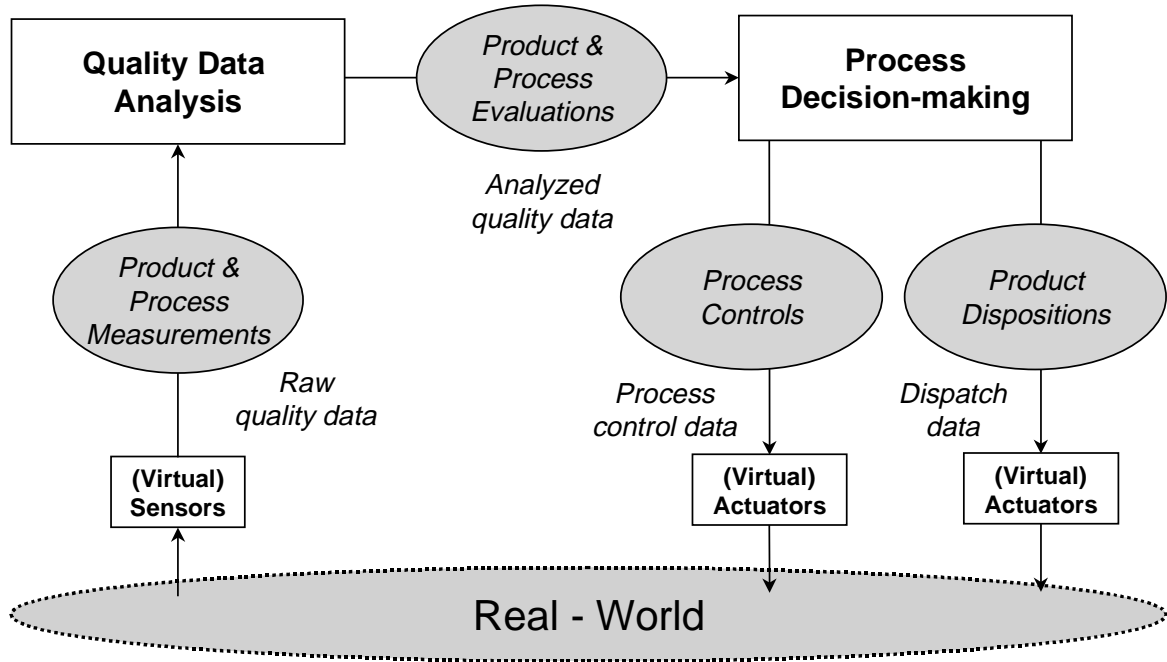 Quality Data
Analysis
Product &
Process
Evaluations
Process
Decision-making
Analyzed
quality data
Product &
Process
Measurements
Process
Controls
Product
Dispositions
Raw
quality data
Process
control data
Dispatch
data
(Virtual)
Sensors
(Virtual)
Actuators
(Virtual)
Actuators
Real - World